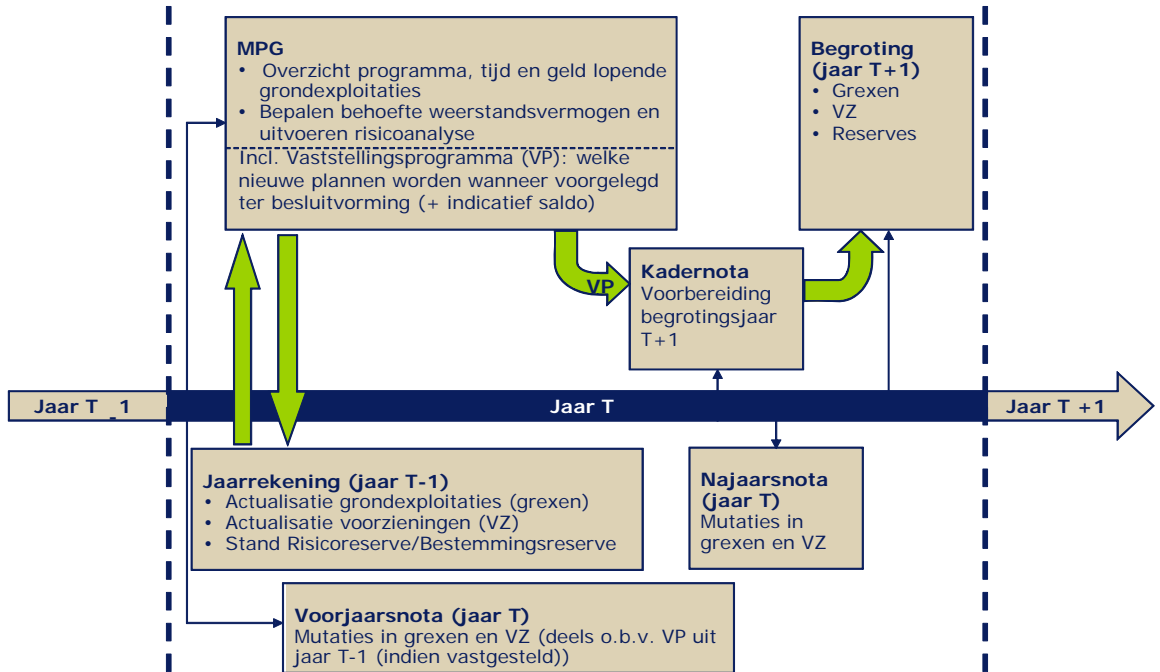 MPG
• Overzicht programma, tijd en geld lopende
grondexploitaties
• Bepalen behoefte weerstandsvermogen en
uitvoeren risicoanalyse
Incl. Vaststellingsprogramma (VP): welke
nieuwe plannen worden wanneer voorgelegd
ter besluitvorming (+ indicatief saldo)
Begroting
(jaar T+1)
• Grexen
• VZ
• Reserves
VP
Kadernota
Voorbereiding
begrotingsjaar
T+1
Jaar T _1
Jaar T
Jaar T +1
Jaarrekening (jaar T-1)
• Actualisatie grondexploitaties (grexen)
• Actualisatie voorzieningen (VZ)
• Stand Risicoreserve/Bestemmingsreserve
Najaarsnota
(jaar T)
Mutaties in
grexen en VZ
Voorjaarsnota (jaar T)
Mutaties in grexen en VZ (deels o.b.v. VP uit
jaar T-1 (indien vastgesteld))